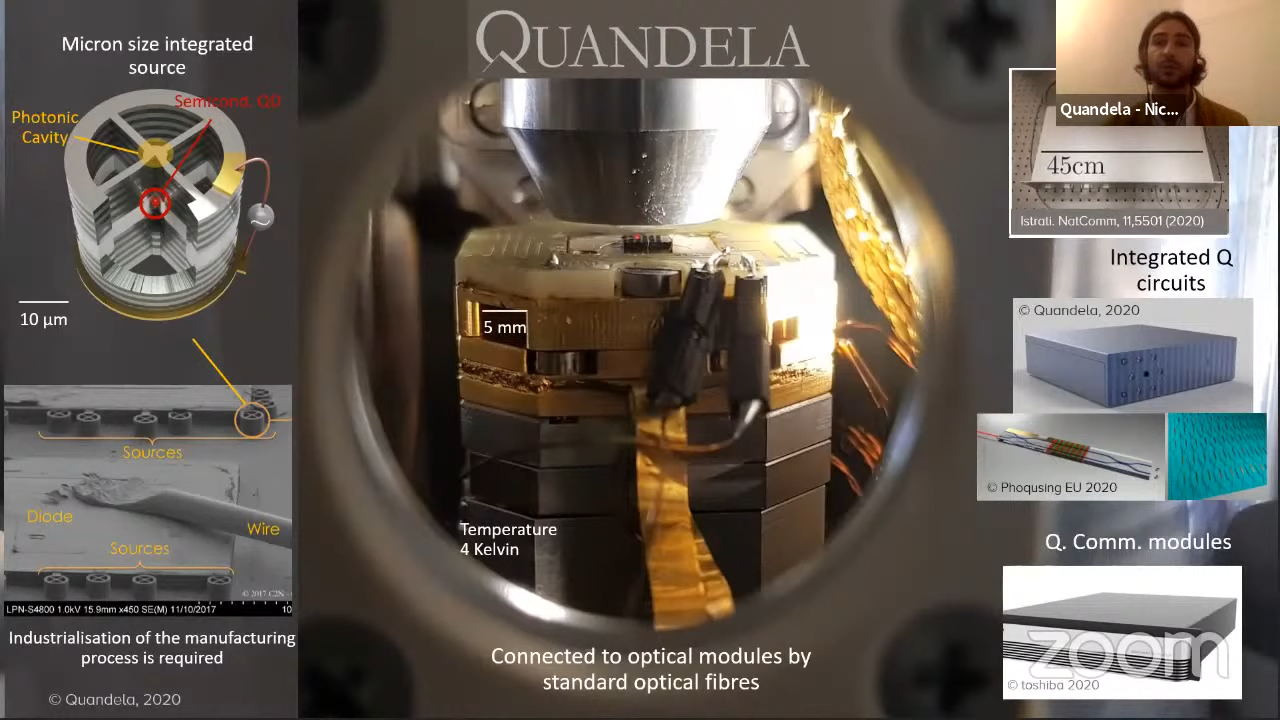 QUANDELA
Micron size integrated
source
Photonic
Cavity
Semicond. QD
10 µm
Sources
Diode
Wire
Sources
© 2017 C2N -
LPN-S4800 1.0kV 15.9mm x450 SE(M) 11/10/2017
10
Industrialisation of the manufacturing
process is required
© Quandela, 2020
5 mm
Temperature
4 Kelvin
Connected to optical modules by
standard optical fibres
Quandela - Nic...
45cm
Istrati. NatComm, 11,5501 (2020)
Integrated Q
circuits
© Quandela, 2020
© Phoqusing EU 2020
Q. Comm. modules
zoom
© toshiba 2020